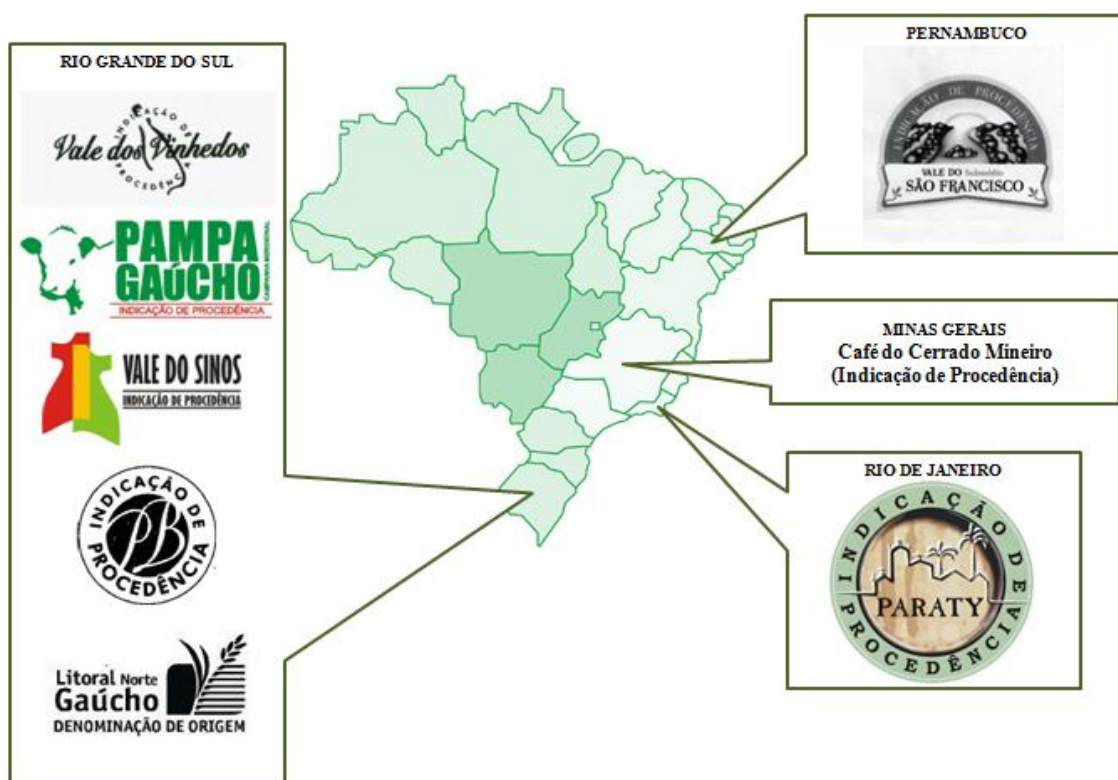 RIO GRANDE DO SUL
INDICAÇÃO DE
Vale dos Vinhedos
PROCEDÊNCIA
PAMPA
GAÚCHO
CAMPANHA MERIDIONAL
INDICAÇÃO DE PROCEDÊNCIA
VALE DO SINOS
INDICAÇÃO DE PROCEDÊNCIA
INDICAÇÃO DE
PB
PROCEDÊNCIA
Litoral Norte
Gaúcho
DENOMINAÇÃO DE ORIGEM
PERNAMBUCO
INDICAÇÃO DE PROCEDÊNCIA
VALE DO Submédio
SÃO FRANCISCO
MINAS GERAIS
Café do Cerrado Mineiro
(Indicação de Procedência)
RIO DE JANEIRO
INDICAÇÃO DE
PARATY
PROCEDÊNCIA